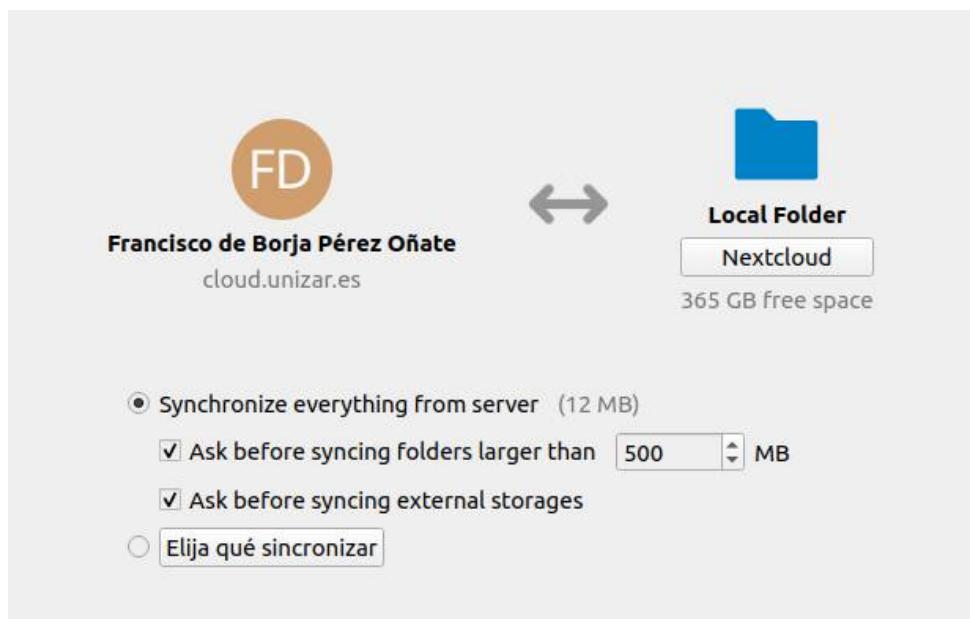 FD
Francisco de Borja Pérez Oñate
cloud.unizar.es
Local Folder
Nextcloud
365 GB free space
Synchronize everything from server (12 MB)
Ask before syncing folders larger than 500 MB
Ask before syncing external storages
Elija qué sincronizar